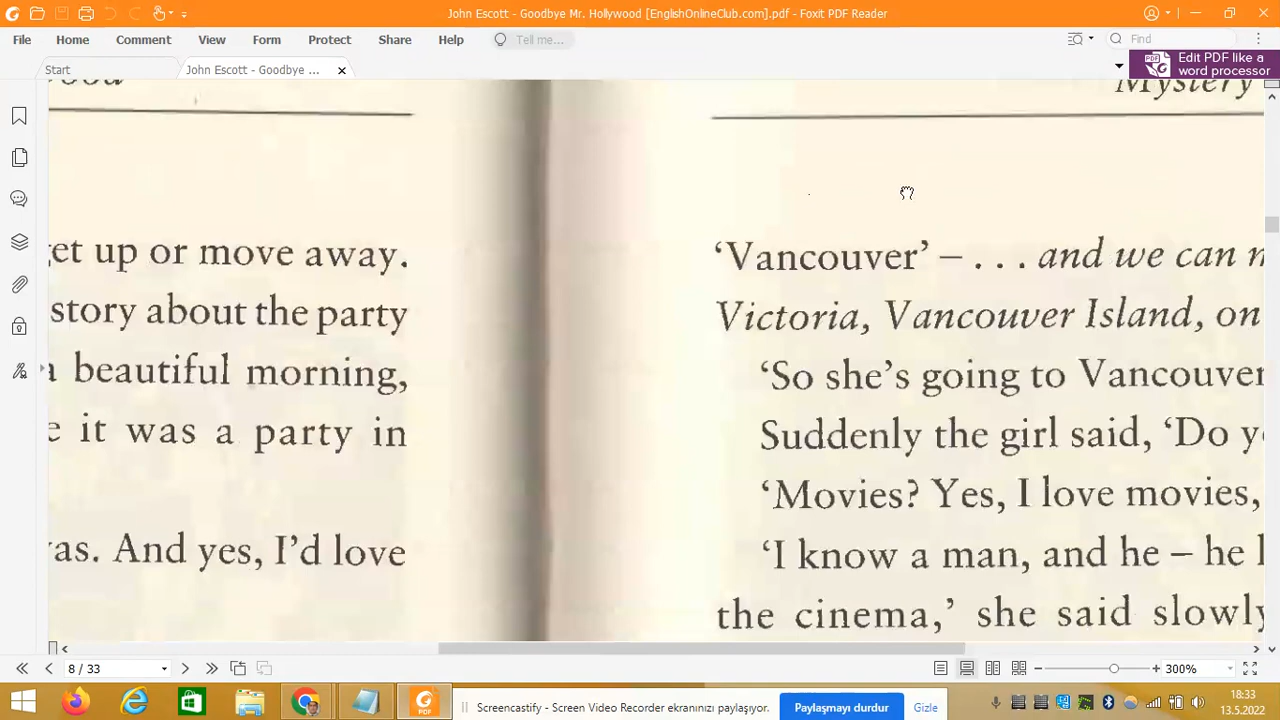 John Escott - Goodbye Mr. Hollywood [EnglishOnlineClub.com].pdf - Foxit PDF Reader
File Home Comment View Form Protect Share Help Tell me... Find
Start John Escott - Goodbye ...
Edit PDF like a
word processor
Mystery
et up or move away.
story about the party
a beautiful morning,
e it was a party in
as. And yes, I'd love
'Vancouver' – . . . and we can
Victoria, Vancouver Island, on
'So she's going to Vancouver
Suddenly the girl said, 'Do
'Movies? Yes, I love movies,
'I know a man, and he – he
the cinema,' she said slowly
8 / 33
300%
Screencastify - Screen Video Recorder ekranınızı paylaşıyor.
Paylaşmayı durdur
Gizle
18:33
13.5.2022